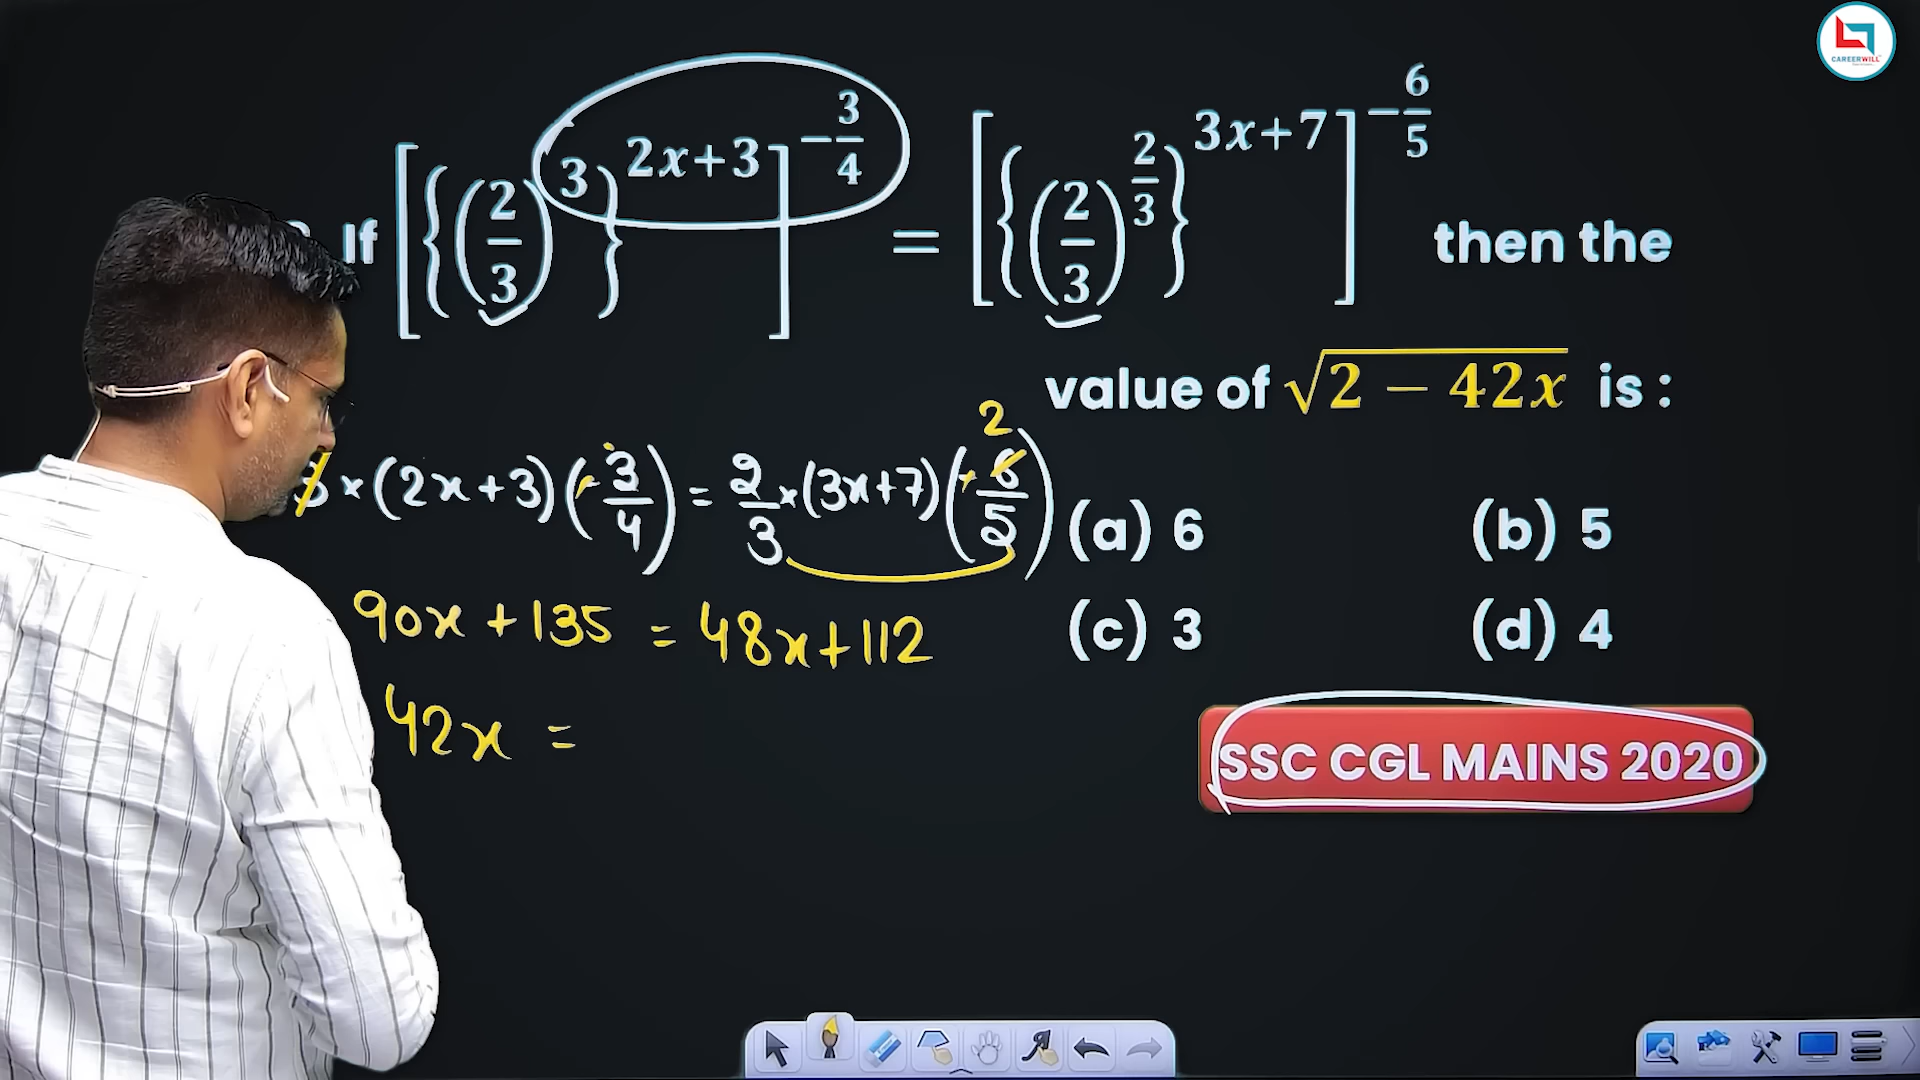 CAREERWILL
If [{(2/3)^3}^(2x+3)]^(-3/4) = [{(2/3)^(2/3)}^(3x+7)]^(-6/5) then the
value of √(2 − 42x) is :
3 × (2x+3) (-3/4) = 2/3 × (3x+7) (-6/5)
2
(a) 6 (b) 5
90x + 135 = 48x + 112
(c) 3 (d) 4
42x =
SSC CGL MAINS 2020